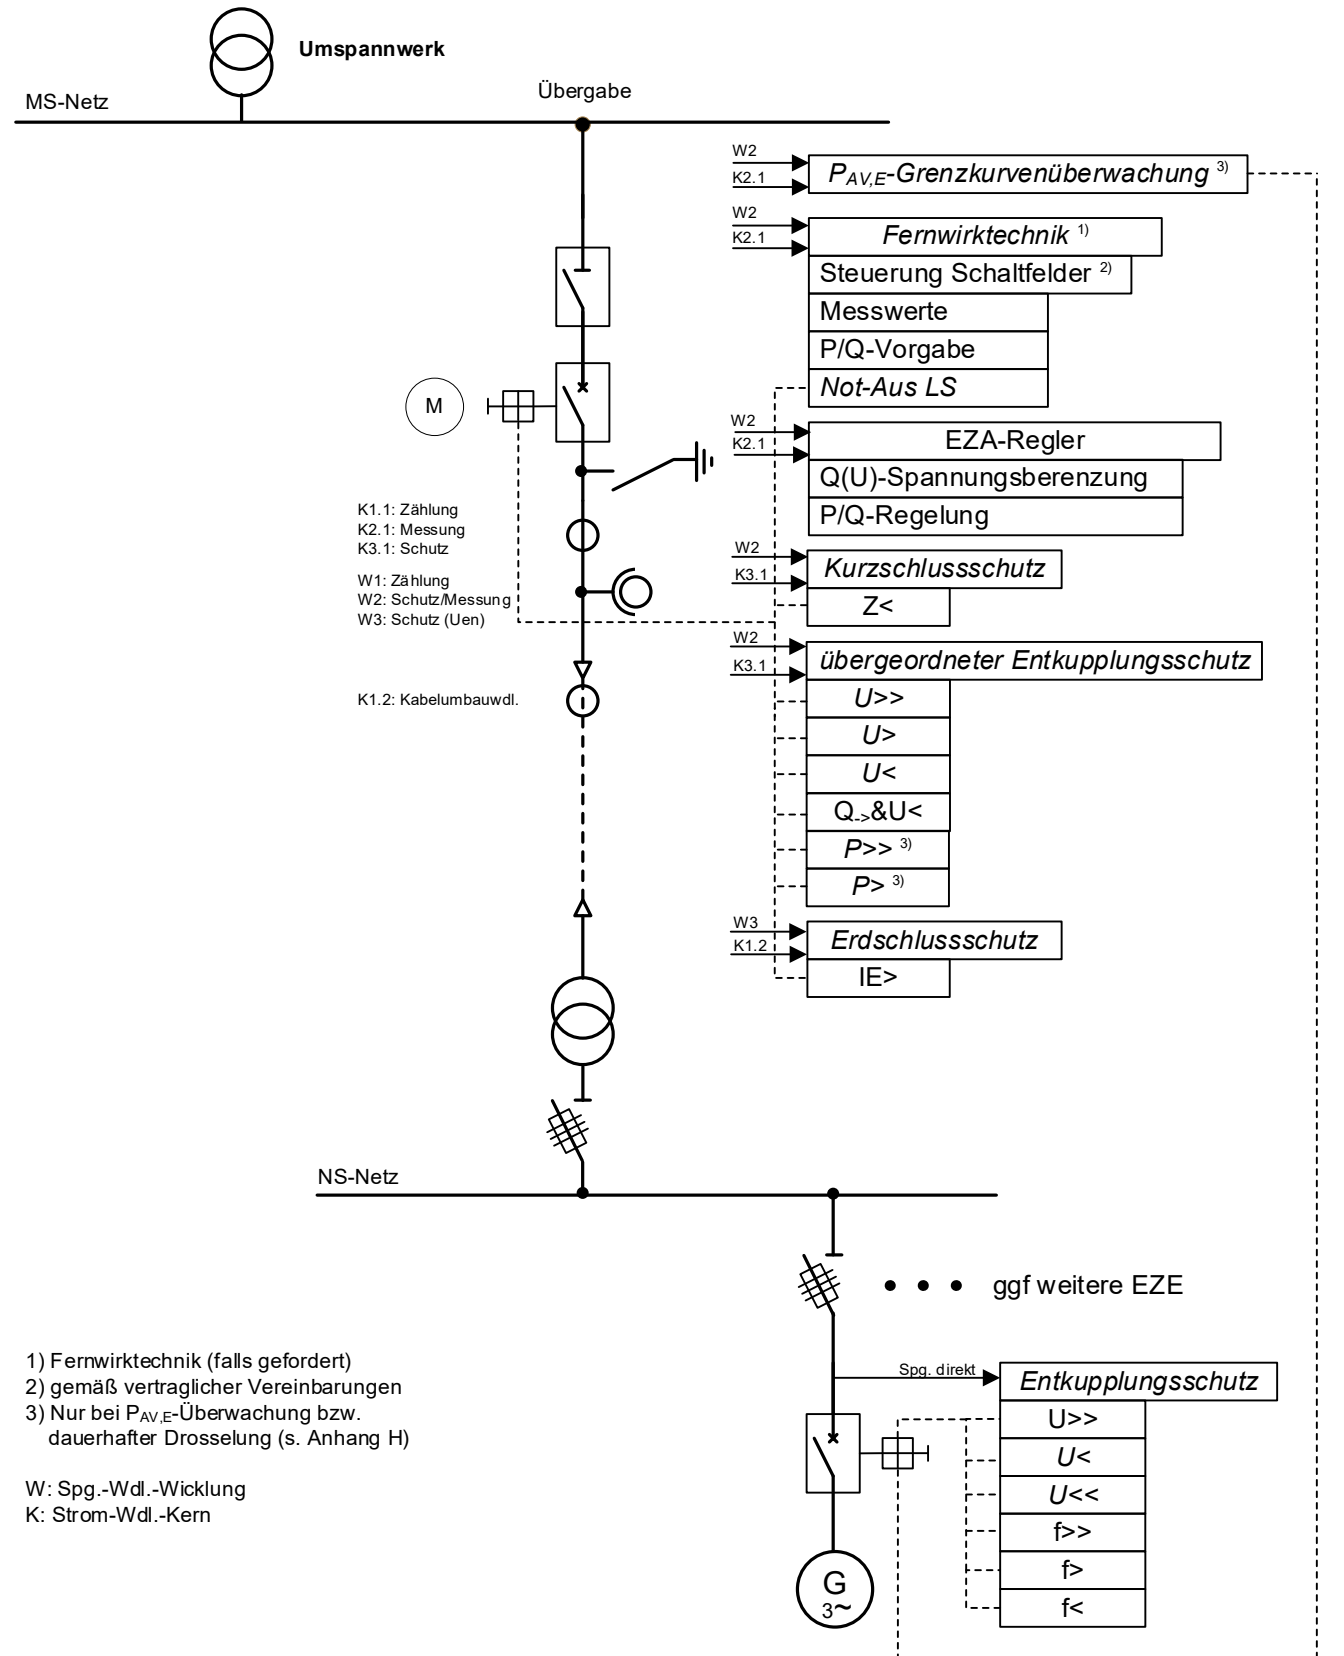 Umspannwerk
MS-Netz
Übergabe
W2
K2.1
P_AV,E-Grenzkurvenüberwachung ³⁾
W2
K2.1
Fernwirktechnik ¹⁾
Steuerung Schaltfelder ²⁾
Messwerte
P/Q-Vorgabe
Not-Aus LS
M
W2
K2.1
EZA-Regler
Q(U)-Spannungsberenzung
P/Q-Regelung
K1.1: Zählung
K2.1: Messung
K3.1: Schutz
W1: Zählung
W2: Schutz/Messung
W3: Schutz (Uen)
W2
K3.1
Kurzschlussschutz
Z<
W2
K3.1
übergeordneter Entkupplungsschutz
K1.2: Kabelumbauwdl.
U>>
U>
U<
Q->&U<
P>> ³⁾
P> ³⁾
W3
K1.2
Erdschlussschutz
IE>
NS-Netz
ggf weitere EZE
1) Fernwirktechnik (falls gefordert)
2) gemäß vertraglicher Vereinbarungen
3) Nur bei P_AV,E-Überwachung bzw.
dauerhafter Drosselung (s. Anhang H)
W: Spg.-Wdl.-Wicklung
K: Strom-Wdl.-Kern
Spg. direkt
Entkupplungsschutz
U>>
U<
U<<
f>>
f>
f<
G
3~